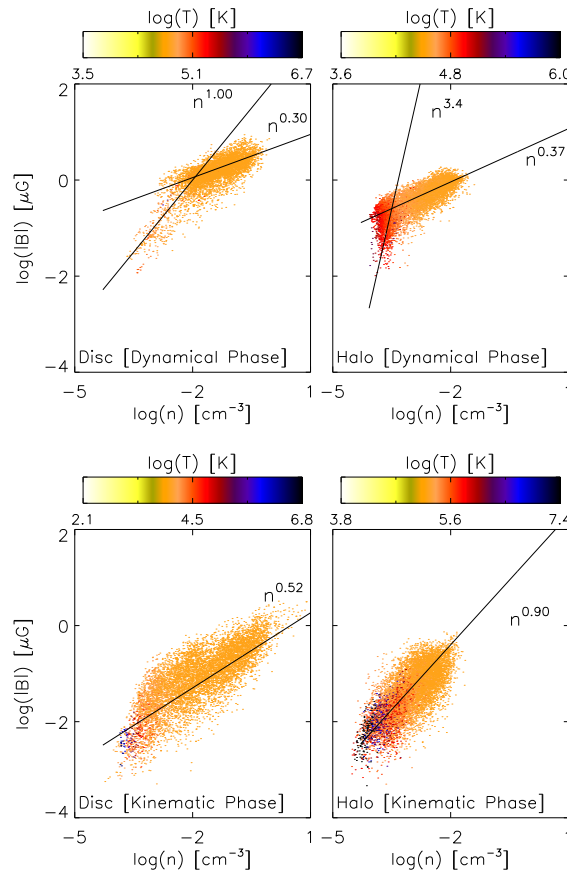 log(T) [K] log(T) [K]
3.5 5.1 6.7 3.6 4.8 6.0
2
0
−2
−4
log(|B|) [μG]
n^1.00
n^0.30
Disc [Dynamical Phase]
n^3.4
n^0.37
Halo [Dynamical Phase]
−5 −2 1 −5 −2 1
log(n) [cm^−3] log(n) [cm^−3]
log(T) [K] log(T) [K]
2.1 4.5 6.8 3.8 5.6 7.4
2
0
−2
−4
log(|B|) [μG]
n^0.52
Disc [Kinematic Phase]
n^0.90
Halo [Kinematic Phase]
−5 −2 1 −5 −2 1
log(n) [cm^−3] log(n) [cm^−3]